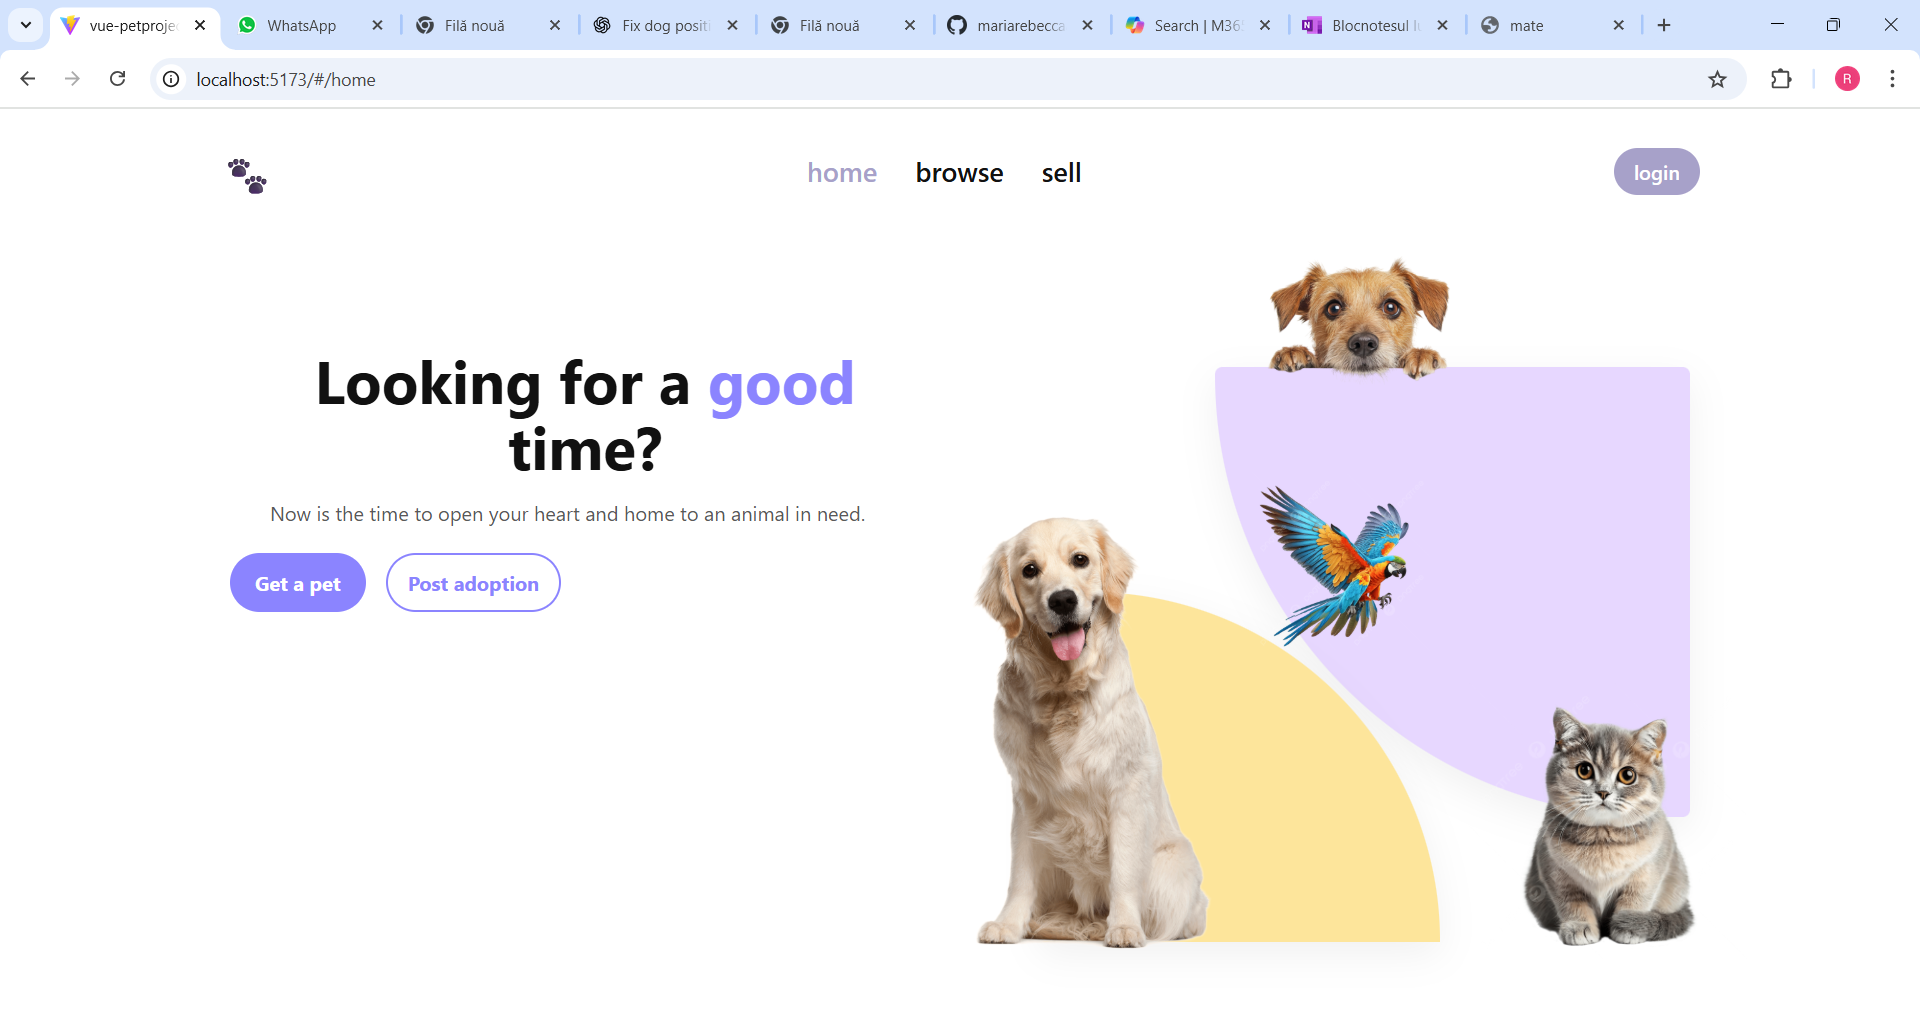 vue-petproje
WhatsApp
Filă nouă
Fix dog positi
Filă nouă
mariarebecca
Search | M365
Blocnotesul lu
mate
localhost:5173/#/home
R
home
browse
sell
login
Looking for a good
time?
Now is the time to open your heart and home to an animal in need.
Get a pet
Post adoption